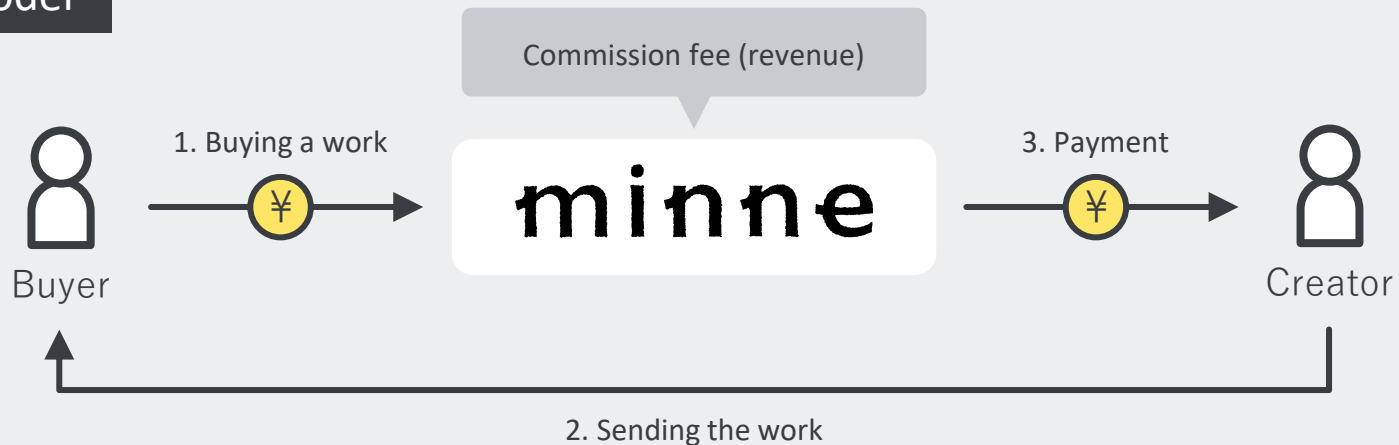 Commission fee (revenue)
1. Buying a work
3. Payment
¥
minne
¥
Buyer
Creator
2. Sending the work